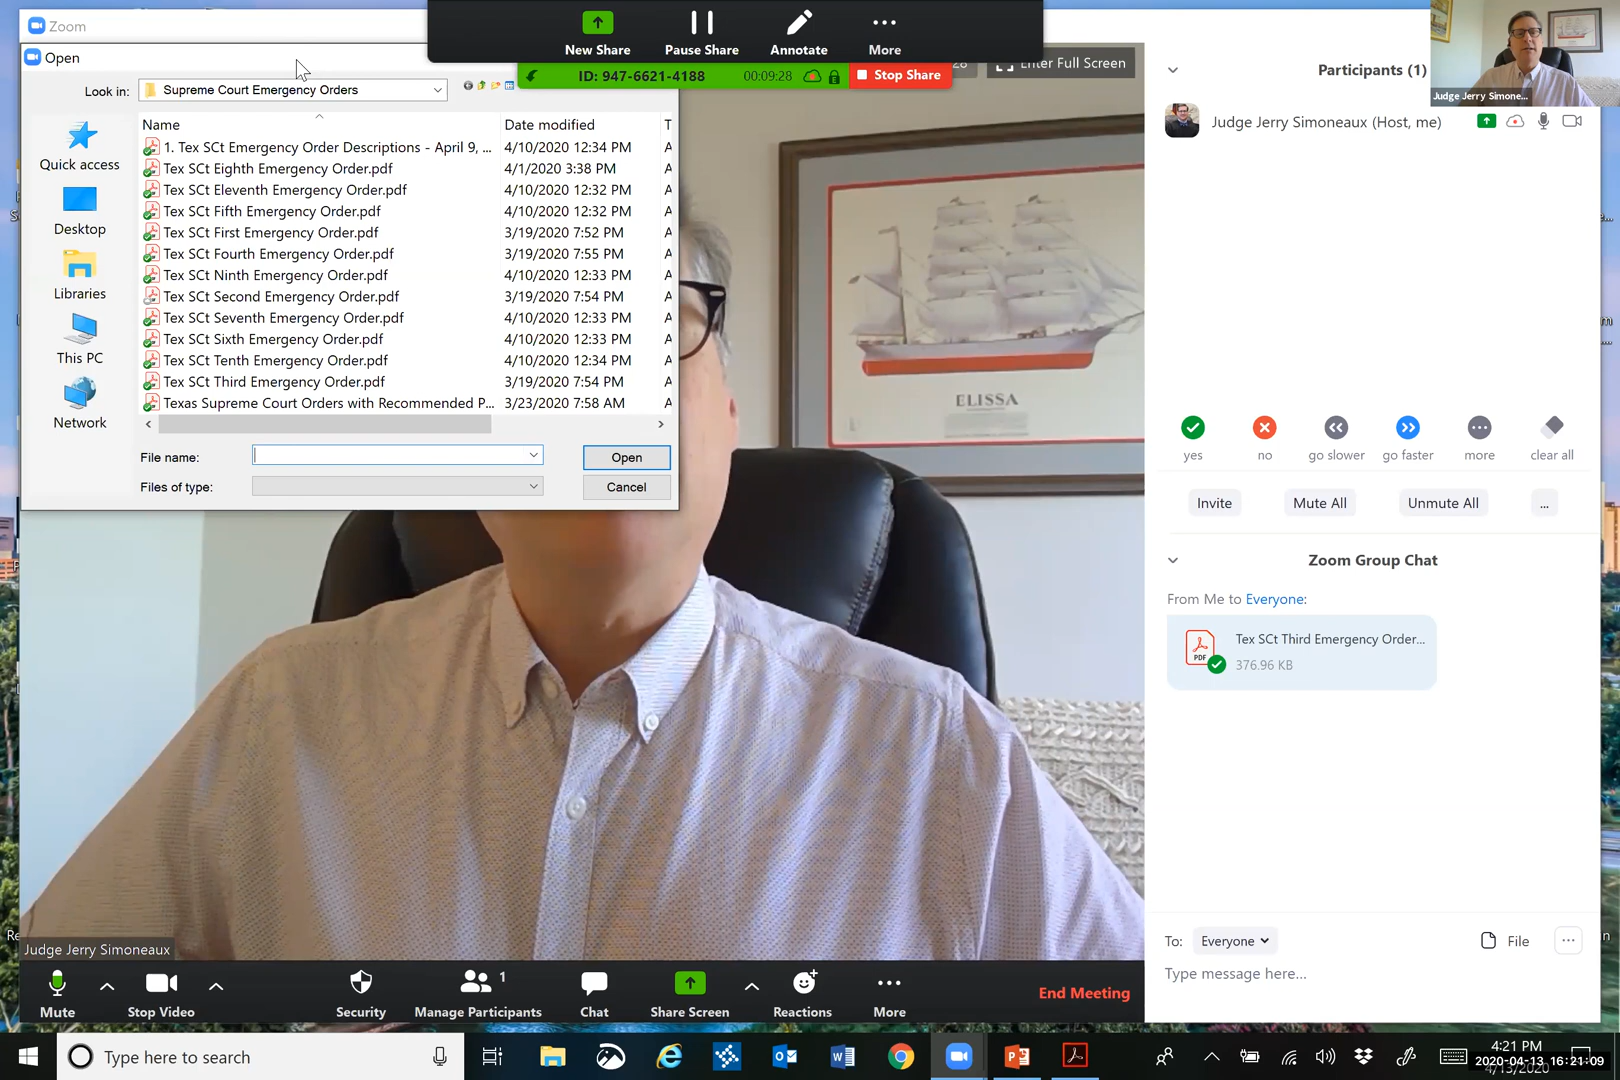 Zoom
New Share
Pause Share
Annotate
More
ID: 947-6621-4188
00:09:28
Stop Share
28
Enter Full Screen
Open
Look in:
Supreme Court Emergency Orders
Quick access
Desktop
Libraries
This PC
Network
Name
Date modified
T
1. Tex SCt Emergency Order Descriptions - April 9, ... 4/10/2020 12:34 PM A
Tex SCt Eighth Emergency Order.pdf 4/1/2020 3:38 PM A
Tex SCt Eleventh Emergency Order.pdf 4/10/2020 12:32 PM A
Tex SCt Fifth Emergency Order.pdf 4/10/2020 12:32 PM A
Tex SCt First Emergency Order.pdf 3/19/2020 7:52 PM A
Tex SCt Fourth Emergency Order.pdf 3/19/2020 7:55 PM A
Tex SCt Ninth Emergency Order.pdf 4/10/2020 12:33 PM A
Tex SCt Second Emergency Order.pdf 3/19/2020 7:54 PM A
Tex SCt Seventh Emergency Order.pdf 4/10/2020 12:33 PM A
Tex SCt Sixth Emergency Order.pdf 4/10/2020 12:33 PM A
Tex SCt Tenth Emergency Order.pdf 4/10/2020 12:34 PM A
Tex SCt Third Emergency Order.pdf 3/19/2020 7:54 PM A
Texas Supreme Court Orders with Recommended P... 3/23/2020 7:58 AM A
File name:
Open
Files of type:
Cancel
ELISSA
Judge Jerry Simoneaux
Participants (1)
Judge Jerry Simone...
Judge Jerry Simoneaux (Host, me)
yes
no
go slower
go faster
more
clear all
Invite
Mute All
Unmute All
...
Zoom Group Chat
From Me to Everyone:
PDF
Tex SCt Third Emergency Order...
376.96 KB
To:
Everyone
File
Type message here...
Mute
Stop Video
Security
Manage Participants
1
Chat
Share Screen
Reactions
More
End Meeting
Type here to search
4:21 PM
2020-04-13 16:21:09
4/13/2020